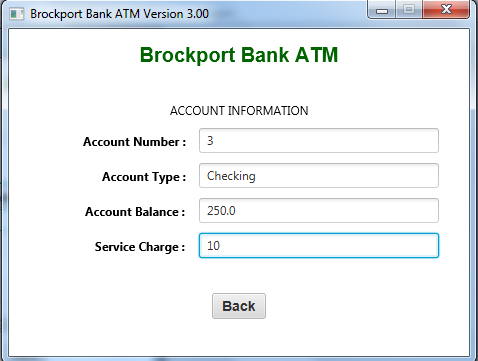 Brockport Bank ATM Version 3.00
Brockport Bank ATM
ACCOUNT INFORMATION
Account Number : 3
Account Type : Checking
Account Balance : 250.0
Service Charge : 10
Back